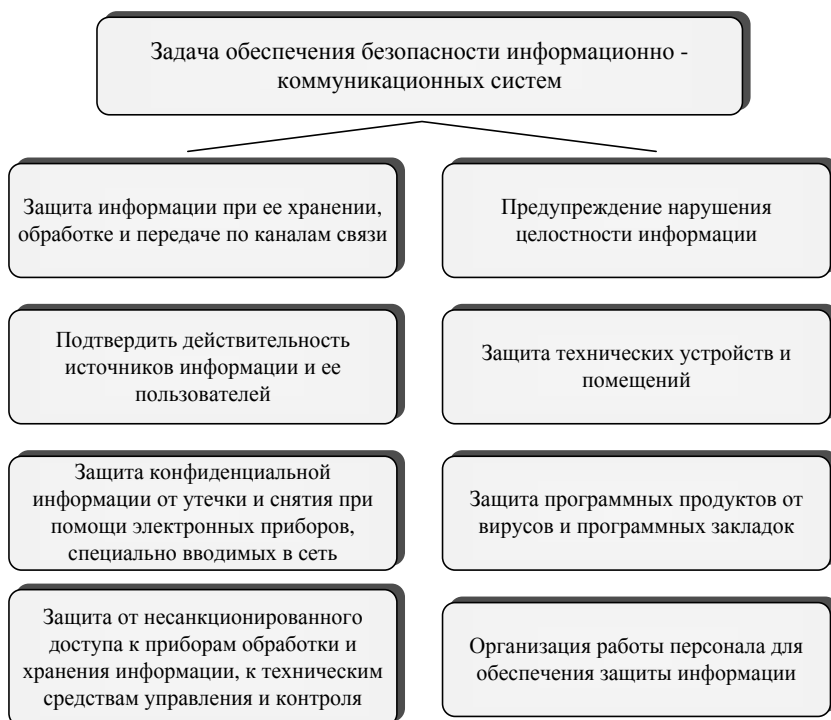 Задача обеспечения безопасности информационно -
коммуникационных систем
Защита информации при ее хранении,
обработке и передаче по каналам связи
Предупреждение нарушения
целостности информации
Подтвердить действительность
источников информации и ее
пользователей
Защита технических устройств и
помещений
Защита конфиденциальной
информации от утечки и снятия при
помощи электронных приборов,
специально вводимых в сеть
Защита программных продуктов от
вирусов и программных закладок
Защита от несанкционированного
доступа к приборам обработки и
хранения информации, к техническим
средствам управления и контроля
Организация работы персонала для
обеспечения защиты информации